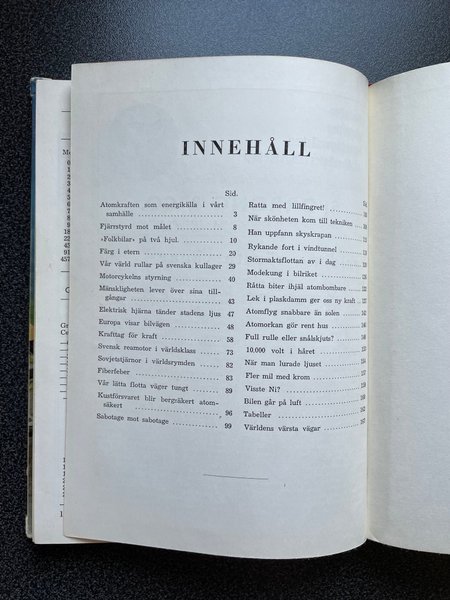 INNEHÅLL
Sid.
Atomkraften som energikälla i vårt
samhälle 3
Fjärrstyrd mot målet 8
»Folkbilar» på två hjul. 10
Färg i etern 20
Vår värld rullar på svenska kullager 29
Motorcykelns styrning 40
Mänskligheten lever över sina till-
gångar 43
Elektrisk hjärna tänder stadens ljus 47
Europa visar bilvägen 48
Krafttag för kraft 58
Svensk reamotor i världsklass 73
Sovjetstjärnor i världsrymden 82
Fiberfeber 83
Vår lätta flotta väger tungt 89
Kustförsvaret blir bergsäkert atom-
säkert 96
Sabotage mot sabotage 99
Sid.
Ratta med lillfingret!
När skönheten kom till tekniken
Han uppfann skyskrapan
Rykande fort i vindtunnel
Stormaktsflottan av i dag
Modekung i bilriket
Råtta biter ihjäl atombombare
Lek i plaskdamm ger oss ny kraft
Atomflyg snabbare än solen
Atomorkan gör rent hus
Full rulle eller snålskjuts?
10.000 volt i håret
När man lurade ljuset
Fler mil med krom
Visste Ni?
Bilen går på luft
Tabeller
Världens värsta vägar